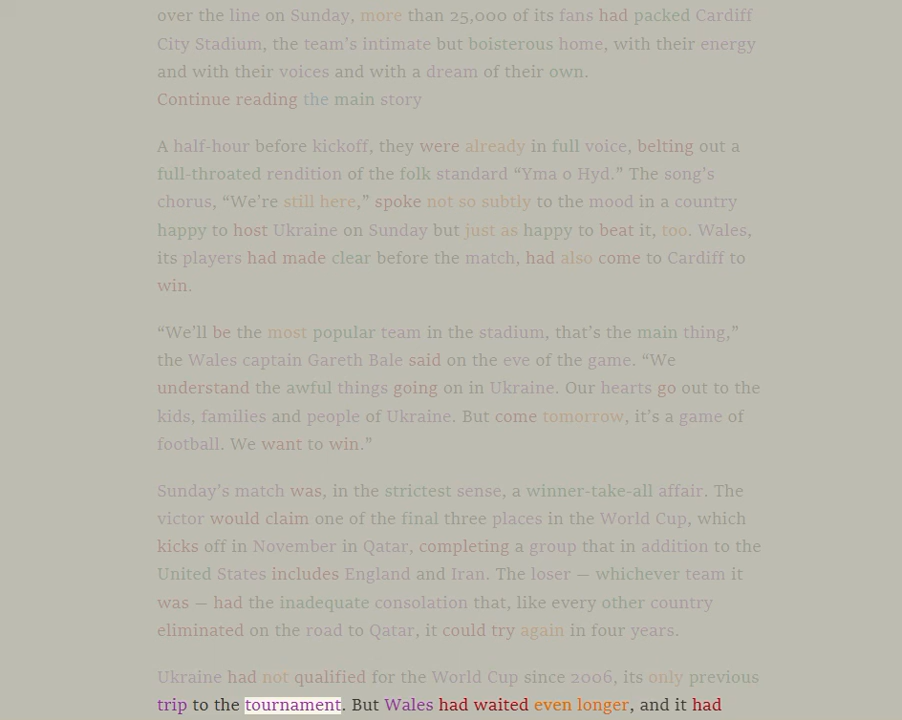 over the line on Sunday, more than 25,000 of its fans had packed Cardiff
City Stadium, the team's intimate but boisterous home, with their energy
and with their voices and with a dream of their own.
Continue reading the main story
A half-hour before kickoff, they were already in full voice, belting out a
full-throated rendition of the folk standard “Yma o Hyd.” The song's
chorus, “We're still here,” spoke not so subtly to the mood in a country
happy to host Ukraine on Sunday but just as happy to beat it, too. Wales,
its players had made clear before the match, had also come to Cardiff to
win.
“We'll be the most popular team in the stadium, that's the main thing,”
the Wales captain Gareth Bale said on the eve of the game. “We
understand the awful things going on in Ukraine. Our hearts go out to the
kids, families and people of Ukraine. But come tomorrow, it's a game of
football. We want to win.”
Sunday's match was, in the strictest sense, a winner-take-all affair. The
victor would claim one of the final three places in the World Cup, which
kicks off in November in Qatar, completing a group that in addition to the
United States includes England and Iran. The loser — whichever team it
was — had the inadequate consolation that, like every other country
eliminated on the road to Qatar, it could try again in four years.
Ukraine had not qualified for the World Cup since 2006, its only previous
trip to the tournament. But Wales had waited even longer, and it had